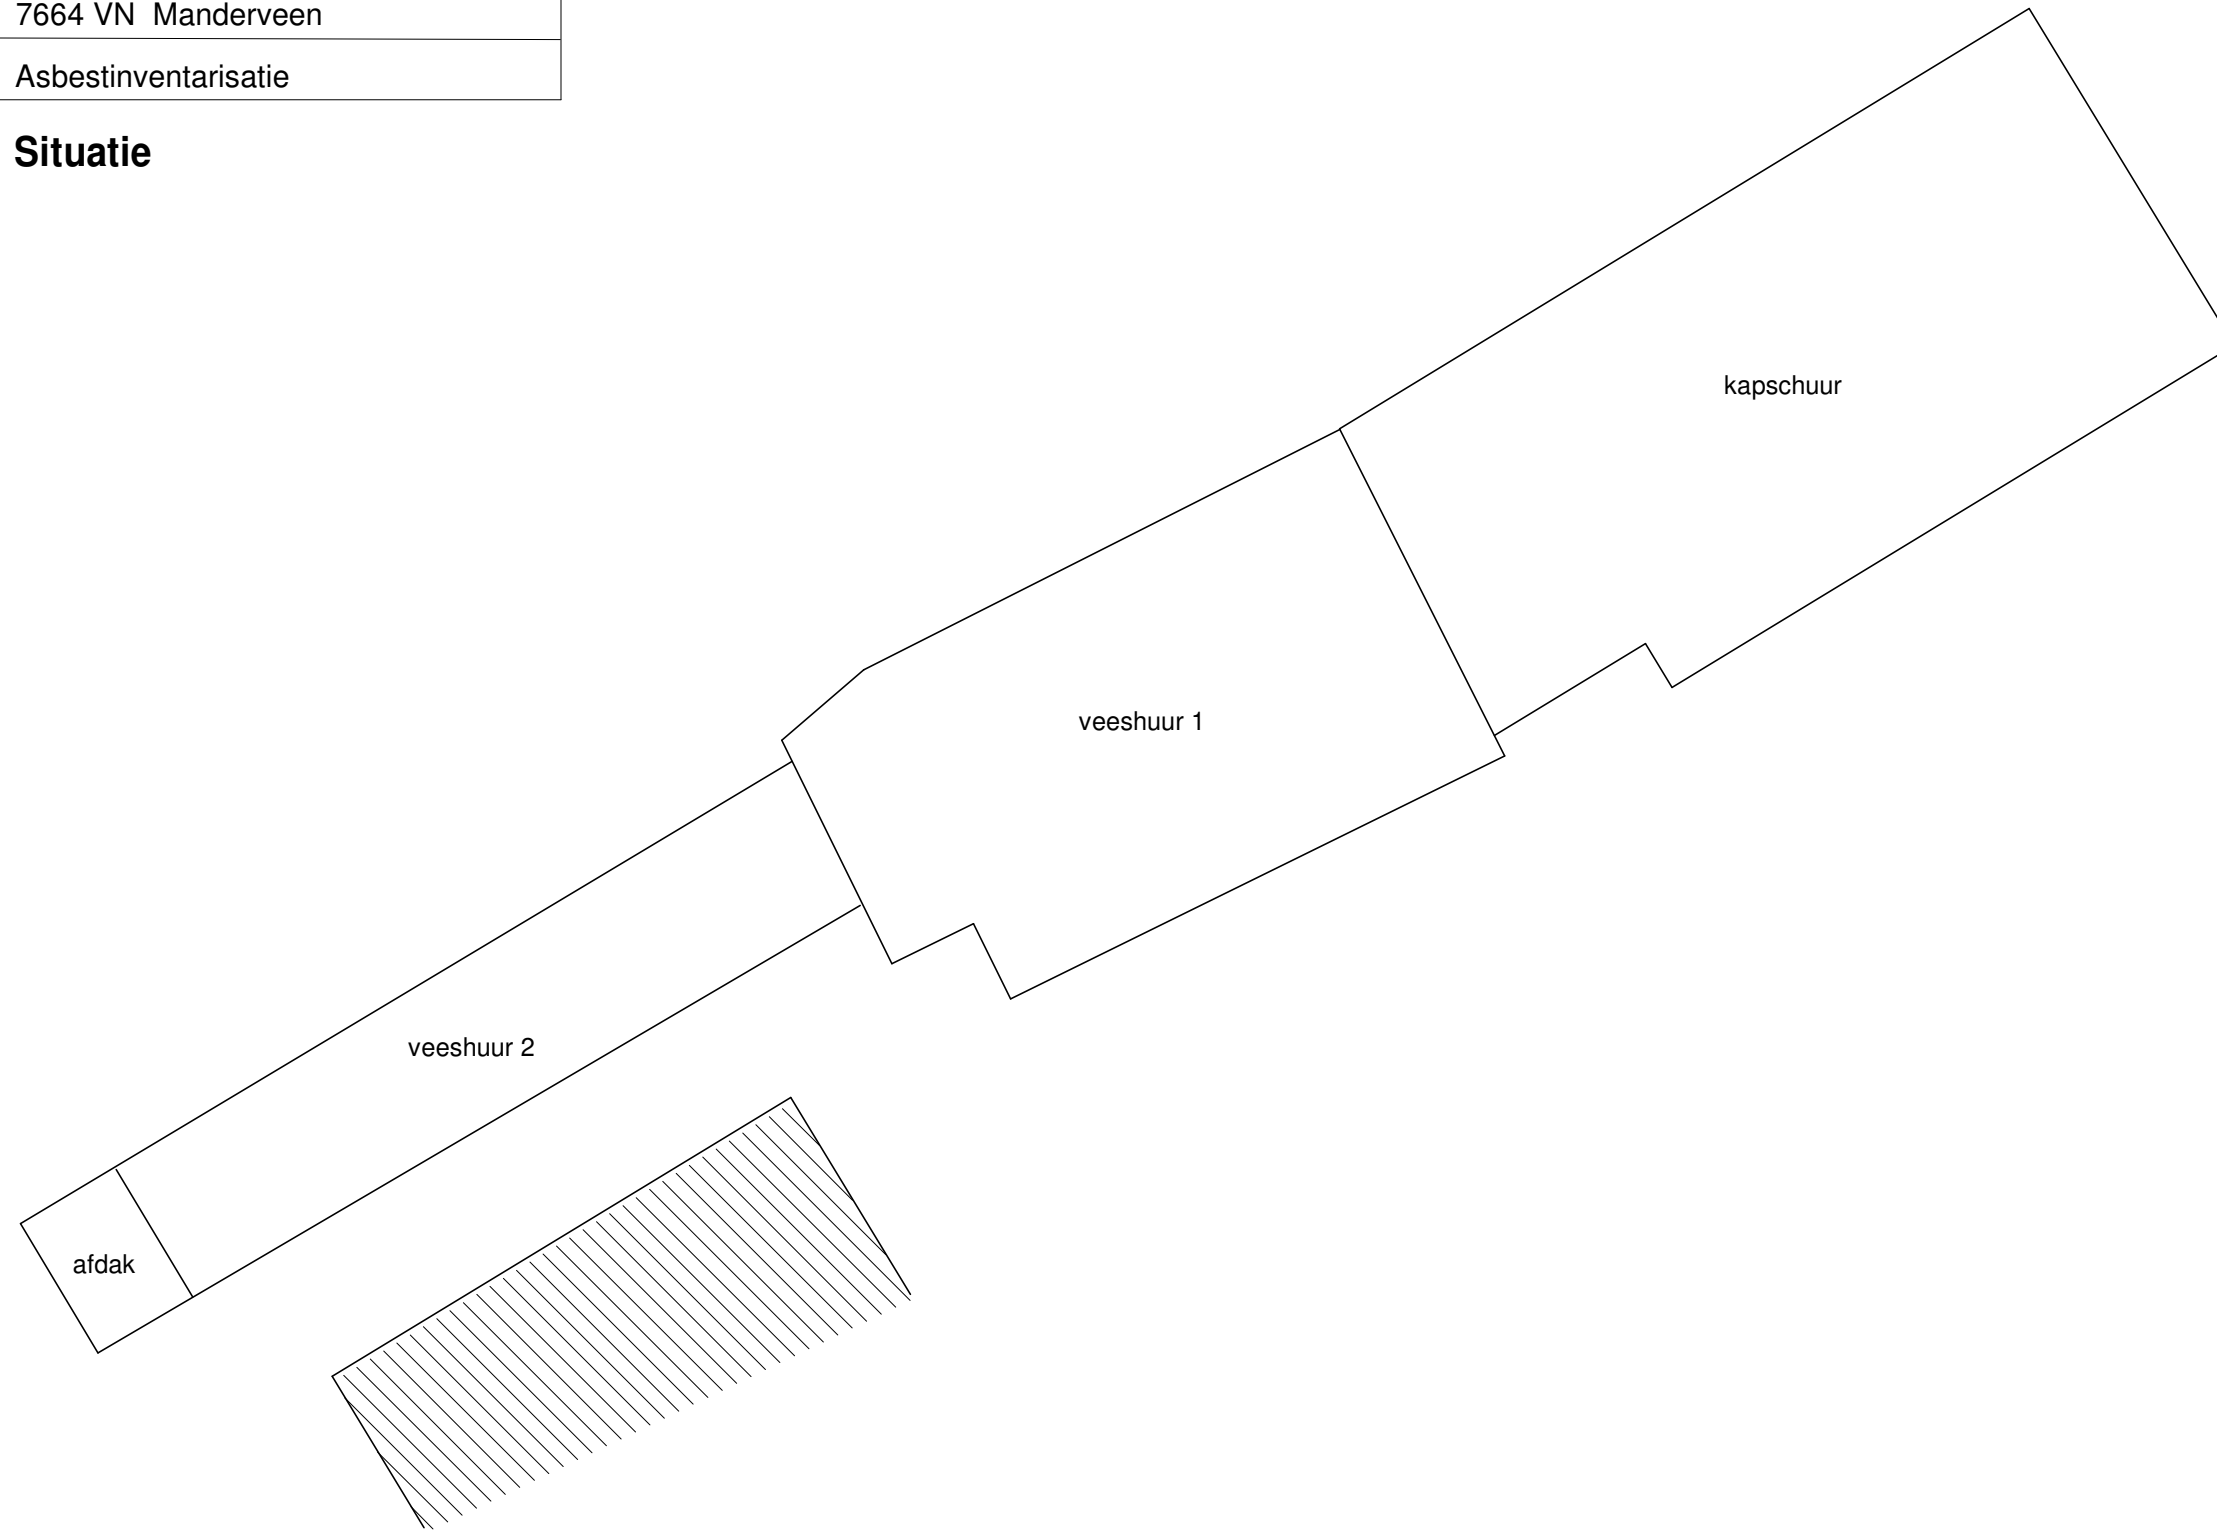 7664 VN  Manderveen
Asbestinventarisatie
Situatie
kapschuur
veeshuur 1
veeshuur 2
afdak